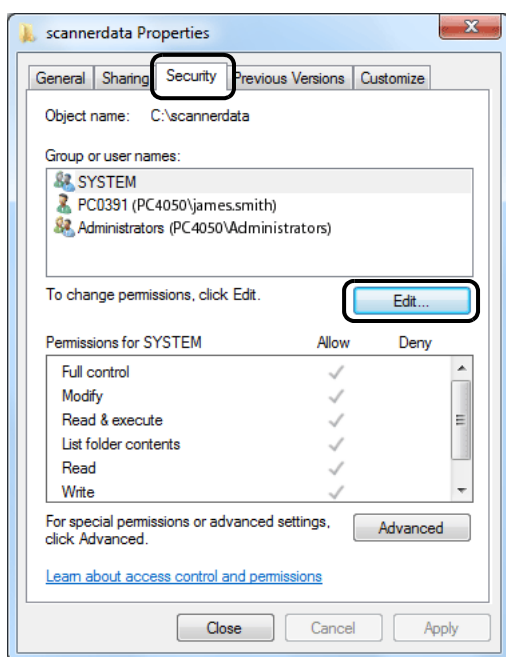 scannerdata Properties
General Sharing Security Previous Versions Customize
Object name: C:\scannerdata
Group or user names:
SYSTEM
PC0391 (PC4050\james.smith)
Administrators (PC4050\Administrators)
To change permissions, click Edit.
Edit...
Permissions for SYSTEM Allow Deny
Full control
Modify
Read & execute
List folder contents
Read
Write
For special permissions or advanced settings,
click Advanced.
Advanced
Learn about access control and permissions
Close Cancel Apply